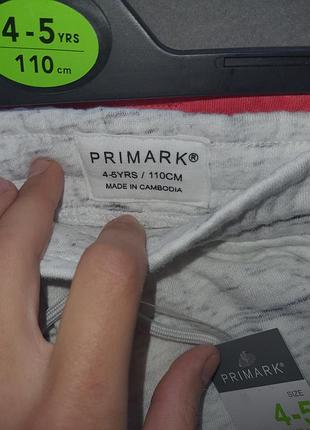 4-5 YRS
110 cm
PRIMARK®
4-5YRS / 110CM
MADE IN CAMBODIA
PRIMARK®
SIZE
4-5